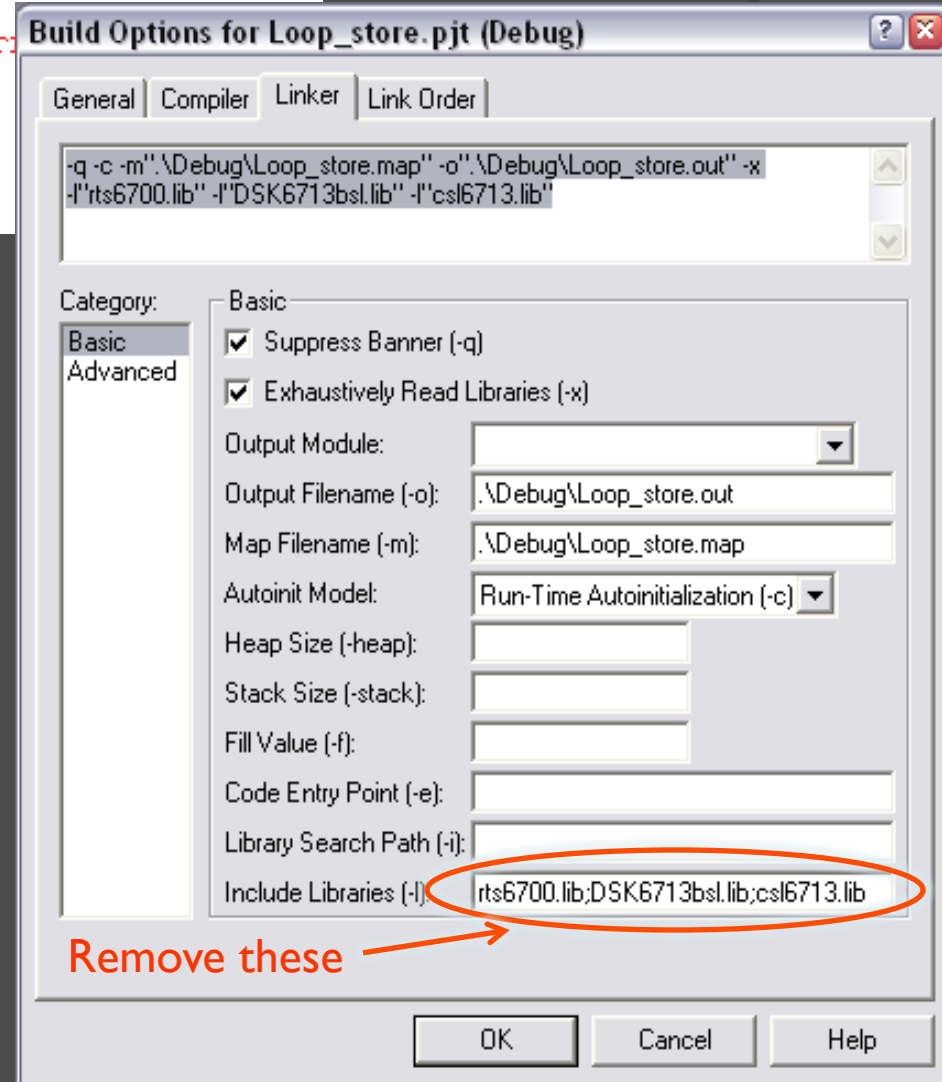 Build Options for Loop_store.pjt (Debug)
General Compiler Linker Link Order
-q -c -m".\Debug\Loop_store.map" -o".\Debug\Loop_store.out" -x
-l"rts6700.lib" -l"DSK6713bsl.lib" -l"csl6713.lib"
Category:
Basic
Advanced
Basic
Suppress Banner (-q)
Exhaustively Read Libraries (-x)
Output Module:
Output Filename (-o): .\Debug\Loop_store.out
Map Filename (-m): .\Debug\Loop_store.map
Autoinit Model: Run-Time Autoinitialization (-c)
Heap Size (-heap):
Stack Size (-stack):
Fill Value (-f):
Code Entry Point (-e):
Library Search Path (-i):
Include Libraries (-l): rts6700.lib;DSK6713bsl.lib;csl6713.lib
Remove these
OK Cancel Help